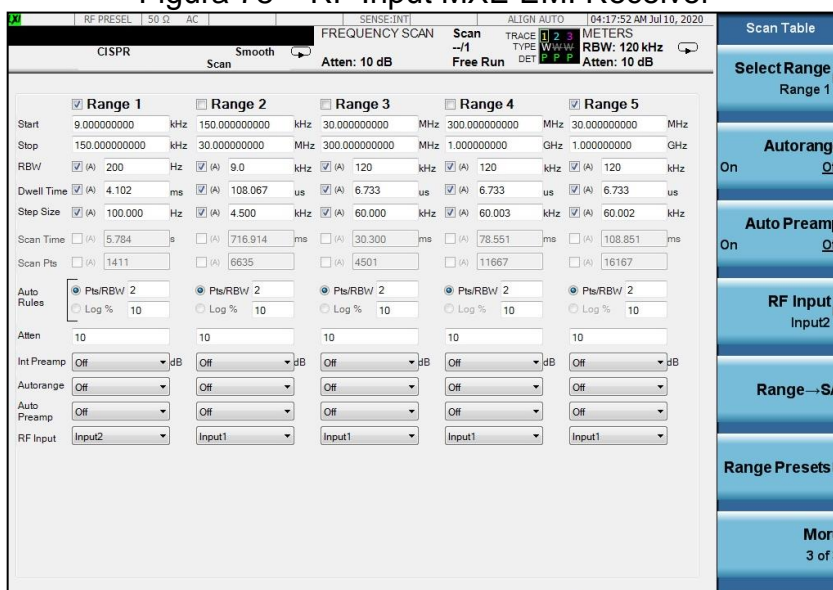 RF PRESEL 50 Ω AC SENSE:INT ALIGN AUTO 04:17:52 AM Jul 10, 2020
FREQUENCY SCAN Scan TRACE 1 2 3 METERS
CISPR Smooth --/1 TYPE W W W RBW: 120 kHz
Scan Atten: 10 dB Free Run DET P P P Atten: 10 dB
Range 1 Range 2 Range 3 Range 4 Range 5
Start 9.000000000 kHz 150.000000000 kHz 30.000000000 MHz 300.000000000 MHz 30.000000000 MHz
Stop 150.000000000 kHz 30.000000000 MHz 300.000000000 MHz 1.000000000 GHz 1.000000000 GHz
RBW (A) 200 Hz (A) 9.0 kHz (A) 120 kHz (A) 120 kHz (A) 120 kHz
Dwell Time (A) 4.102 ms (A) 108.067 us (A) 6.733 us (A) 6.733 us (A) 6.733 us
Step Size (A) 100.000 Hz (A) 4.500 kHz (A) 60.000 kHz (A) 60.003 kHz (A) 60.002 kHz
Scan Time (A) 5.784 s (A) 716.914 ms (A) 30.300 ms (A) 78.551 ms (A) 108.851 ms
Scan Pts (A) 1411 (A) 6635 (A) 4501 (A) 11667 (A) 16167
Auto Rules Pts/RBW 2 Pts/RBW 2 Pts/RBW 2 Pts/RBW 2 Pts/RBW 2
Log % 10 Log % 10 Log % 10 Log % 10 Log % 10
Atten 10 10 10 10 10
Int Preamp Off dB Off dB Off dB Off dB Off dB
Autorange Off Off Off Off Off
Auto Preamp Off Off Off Off Off
RF Input Input2 Input1 Input1 Input1 Input1
Scan Table
Select Range
Range 1
Autorang
On
Auto Preamp
On
RF Input
Input2
Range→SA
Range Presets
Mor
3 of